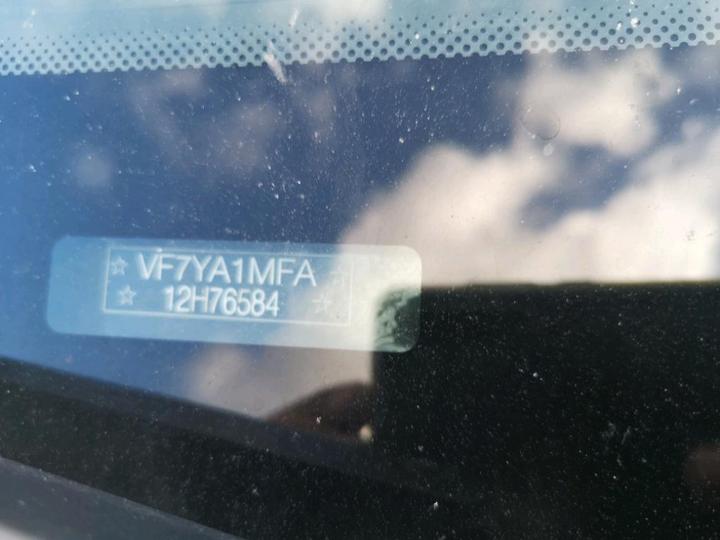 ☆ VF7YA1MFA ☆
☆ 12H76584 ☆